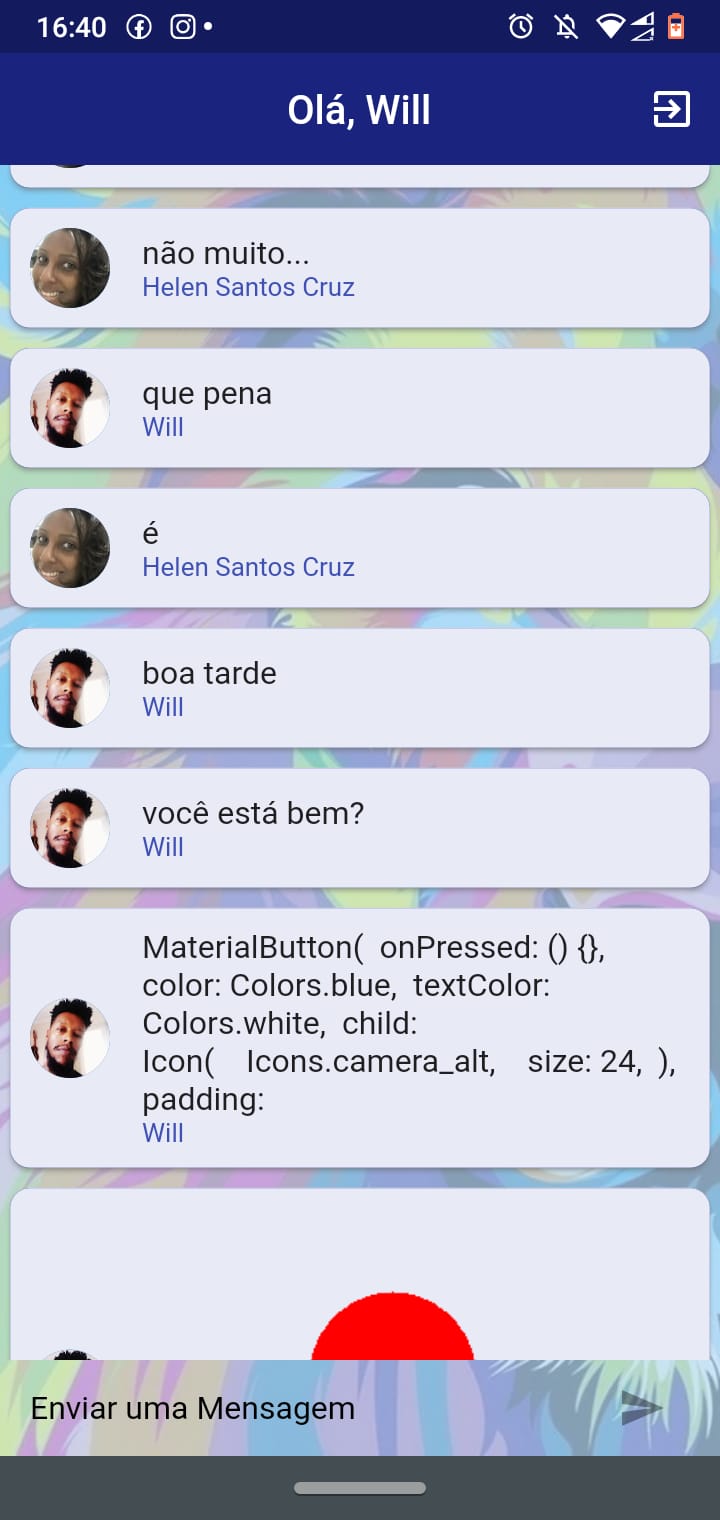 16:40
Olá, Will
não muito...
Helen Santos Cruz
que pena
Will
é
Helen Santos Cruz
boa tarde
Will
você está bem?
Will
MaterialButton(  onPressed: () {},
color: Colors.blue,  textColor:
Colors.white,  child:
Icon(    Icons.camera_alt,    size: 24,  ),
padding:
Will
Enviar uma Mensagem